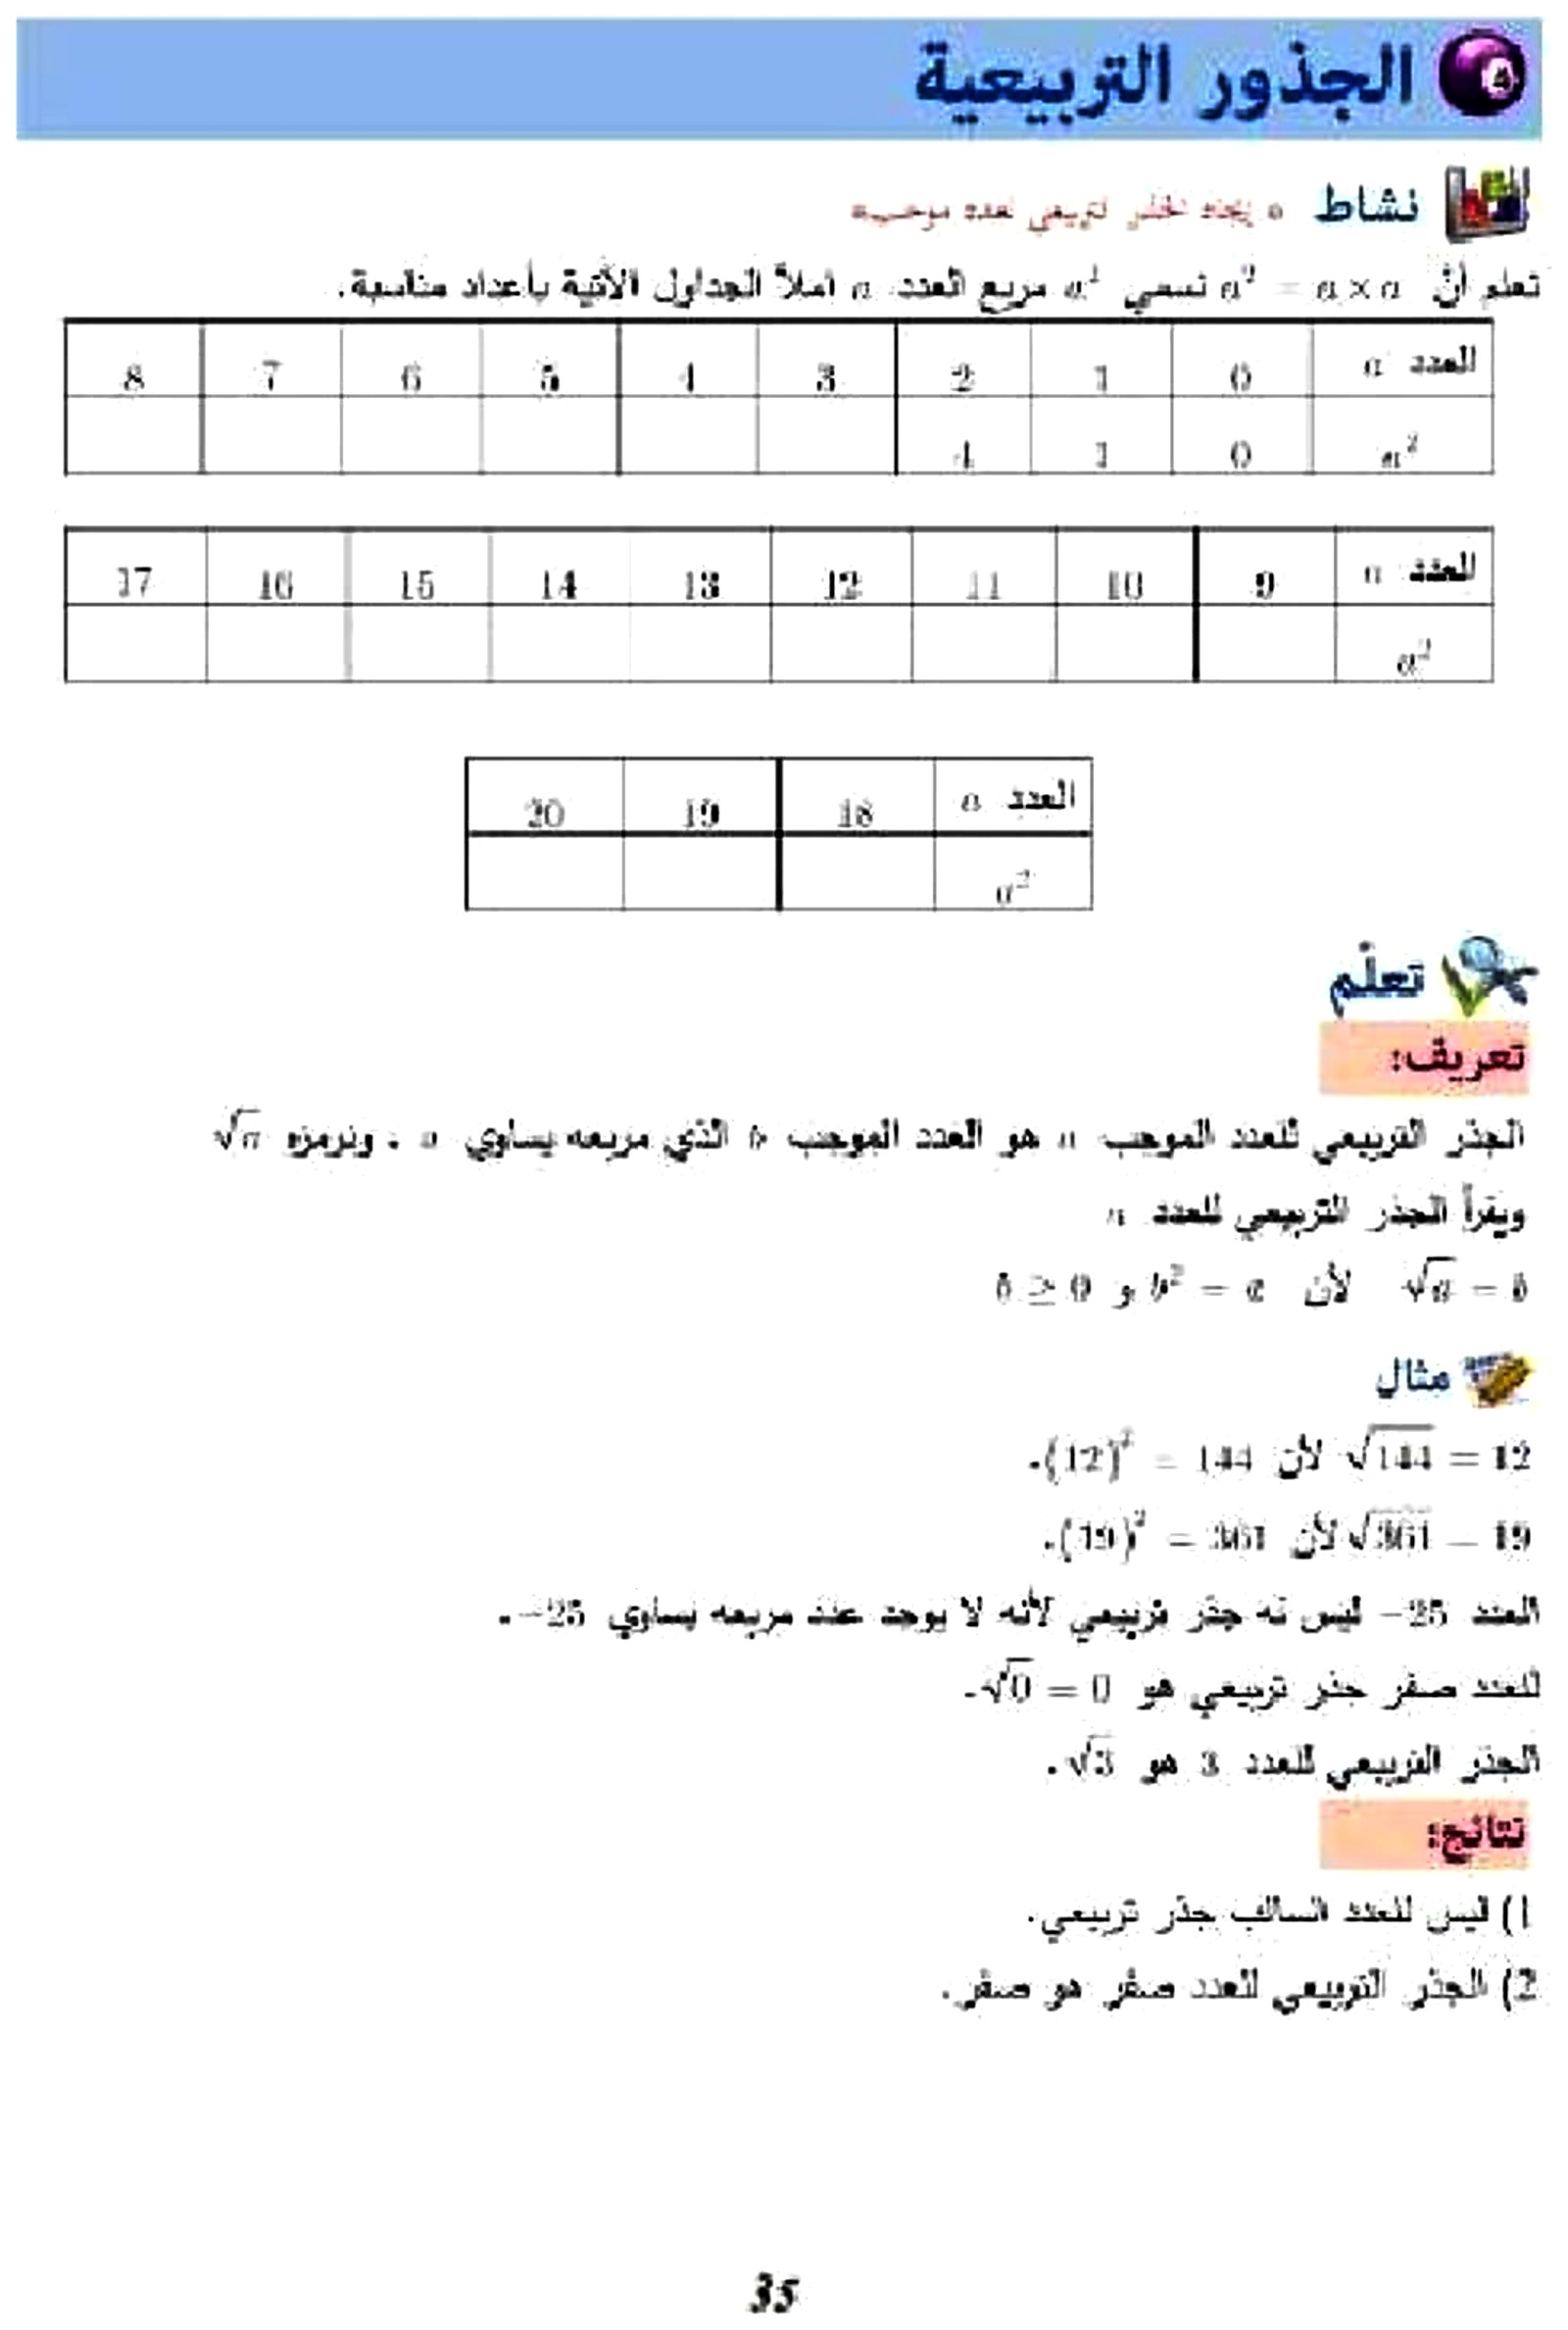 الجذور التربيعية
نشاط • إيجاد الجذر التربيعي لعدد موجب
تعلم أنّ a² = a×a نسمي a² مربع العدد a املأ الجداول الآتية بأعداد مناسبة.
العدد a 0 1 2 3 4 5 6 7 8
a² 0 1 4
العدد a 9 10 11 12 13 14 15 16 17
a²
العدد a 18 19 20
a²
تعلّم
تعريف:
الجذر التربيعي للعدد الموجب a هو العدد الموجب b الذي مربعه يساوي a ، ونرمزه √a
ويقرأ الجذر التربيعي للعدد a
√a = b لأن b² = a و b ≥ 0
مثال
√144 = 12 لأن (12)² = 144.
√361 = 19 لأن (19)² = 361.
العدد −25 ليس له جذر تربيعي لأنه لا يوجد عدد مربعه يساوي −25.
للعدد صفر جذر تربيعي هو √0 = 0.
الجذر التربيعي للعدد 3 هو √3.
نتائج:
1) ليس للعدد السالب جذر تربيعي.
2) الجذر التربيعي للعدد صفر هو صفر.
35